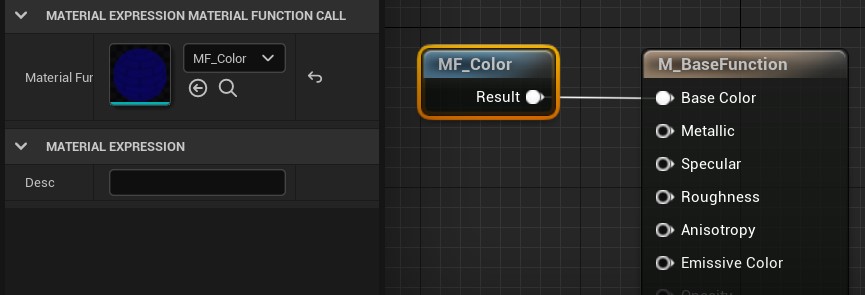 MATERIAL EXPRESSION MATERIAL FUNCTION CALL
Material Fur
MF_Color
MATERIAL EXPRESSION
Desc
MF_Color
Result
M_BaseFunction
Base Color
Metallic
Specular
Roughness
Anisotropy
Emissive Color
Opacity